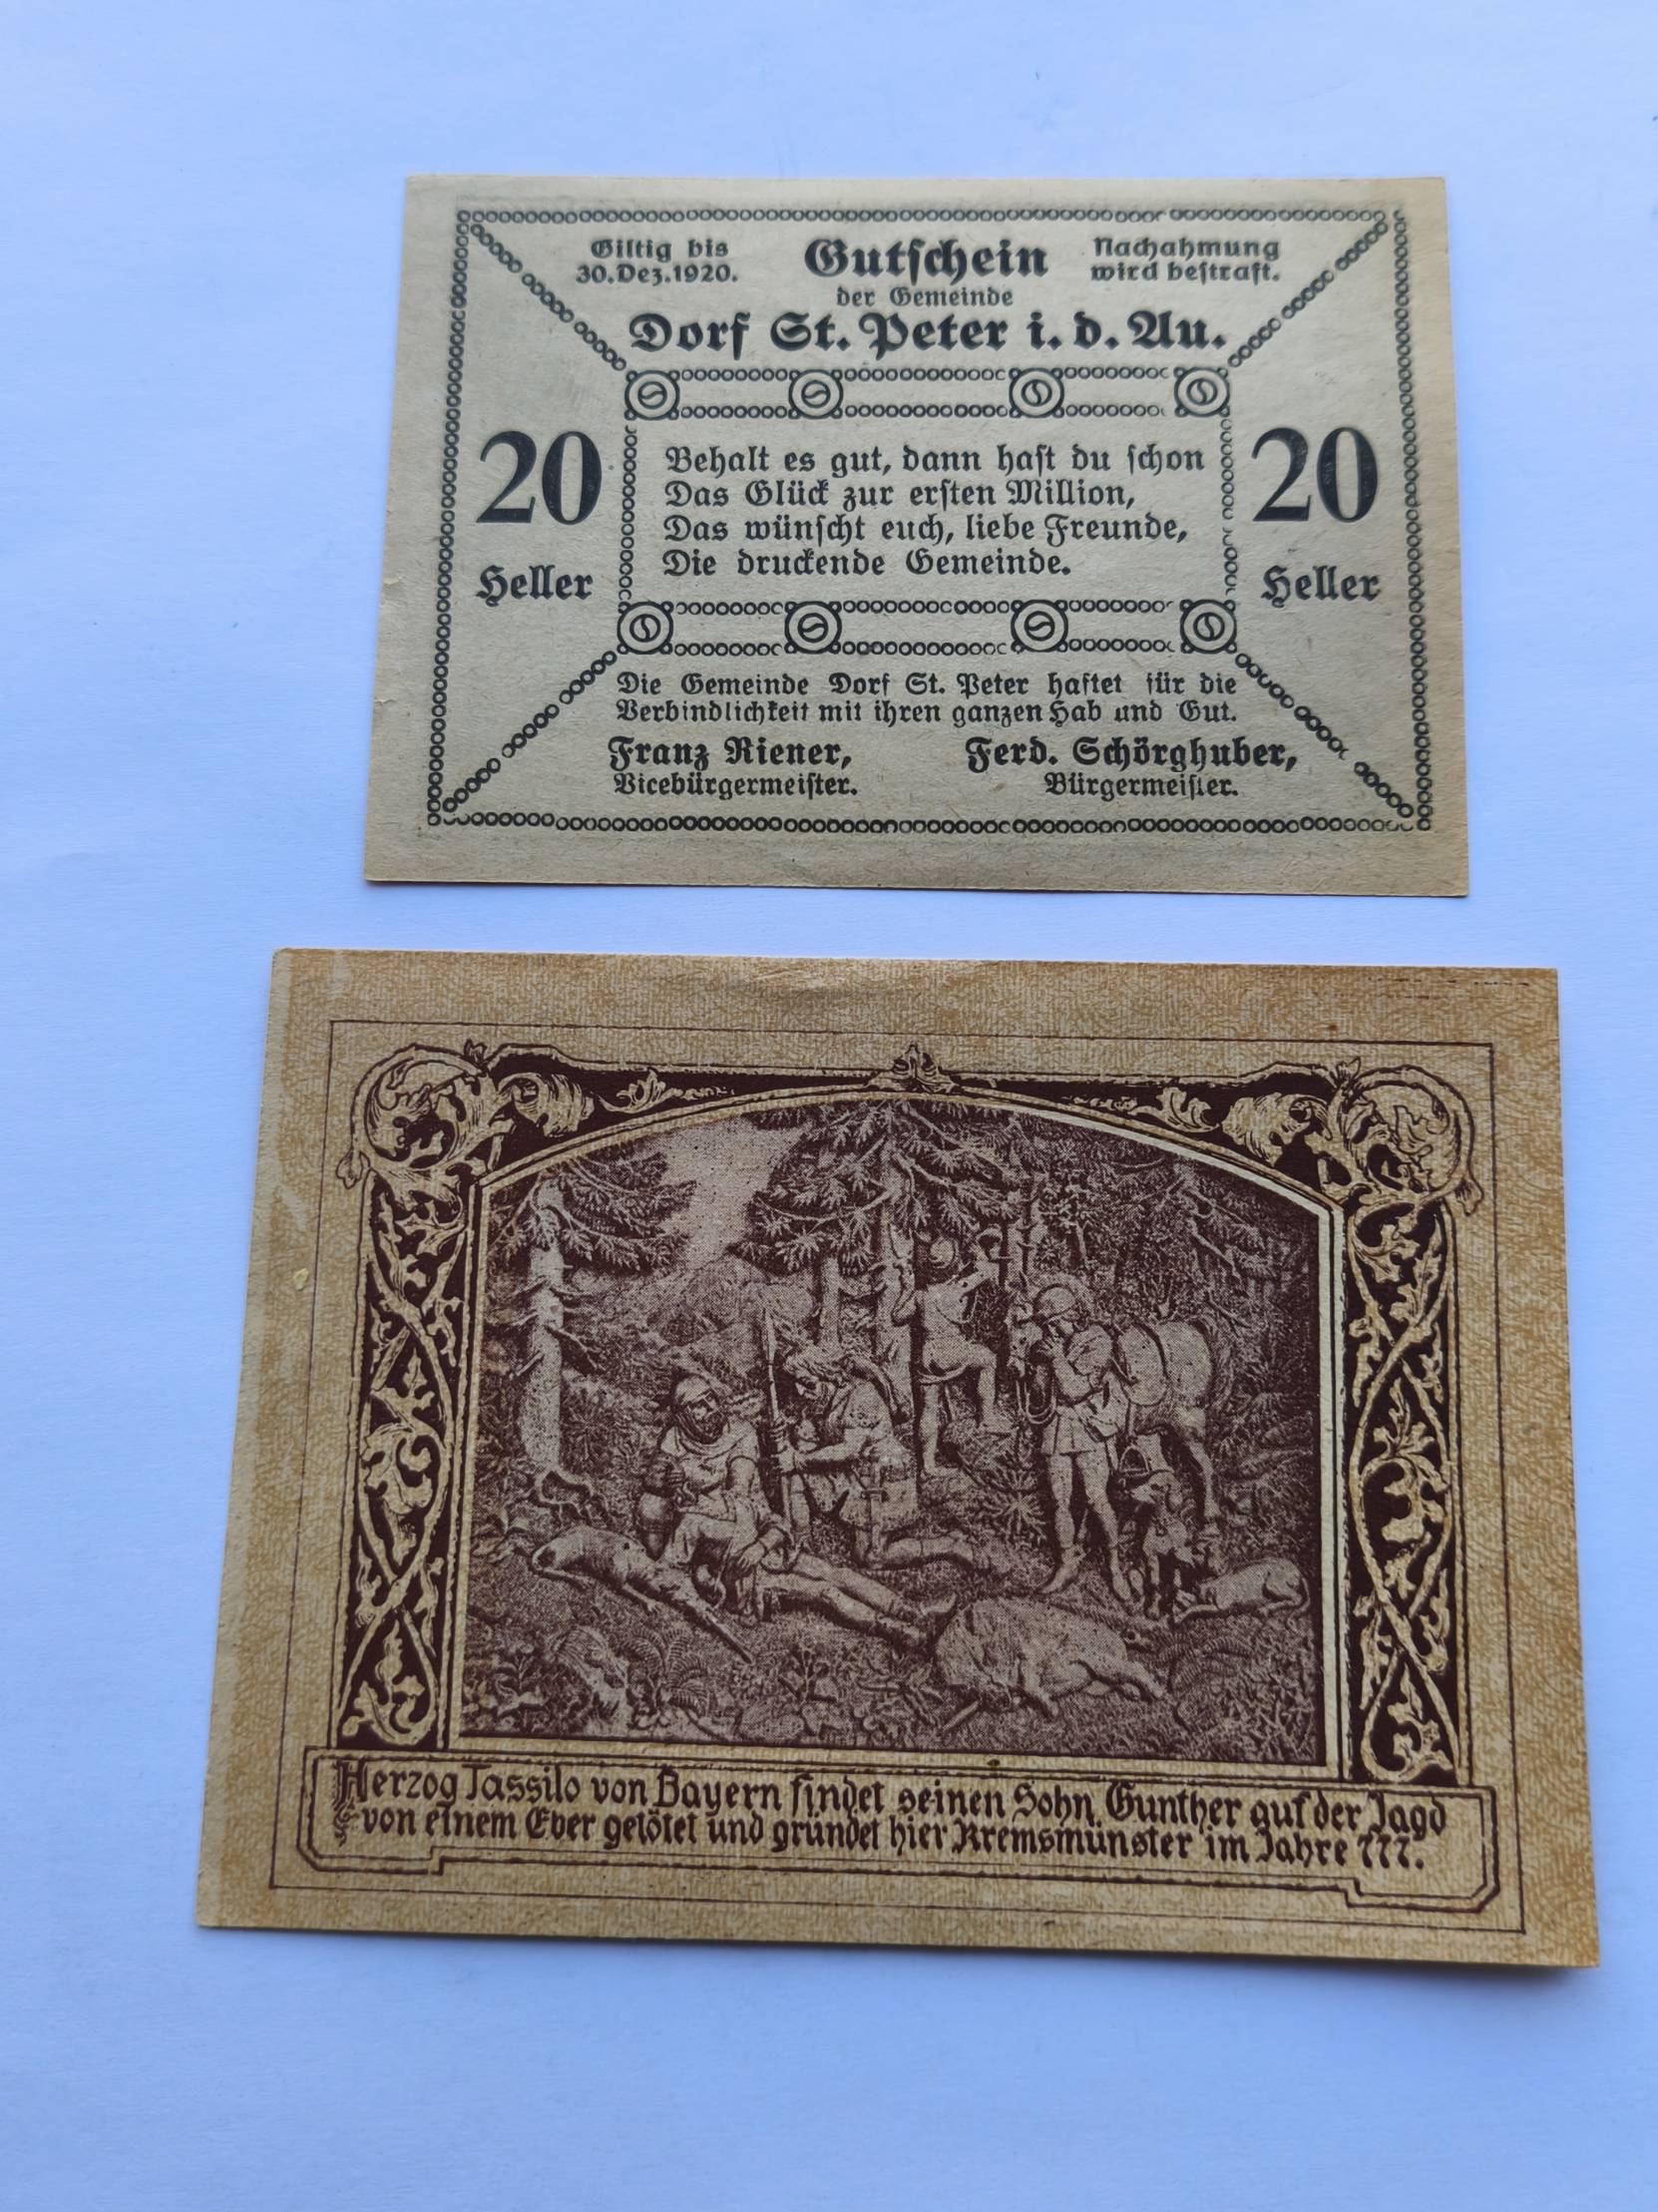 Giltig bis
30. Dez. 1920.
Gutschein
Nachahmung
wird bestraft.
der Gemeinde
Dorf St. Peter i. d. Au.
20
Heller
Behalt es gut, dann hast du schon
Das Glück zur ersten Million,
Das wünscht euch, liebe Freunde,
Die druckende Gemeinde.
20
Heller
Die Gemeinde Dorf St. Peter haftet für die
Verbindlichkeit mit ihren ganzen Hab und Gut.
Franz Riener,
Vicebürgermeister.
Ferd. Schörghuber,
Bürgermeister.
Herzog Tassilo von Bayern findet seinen Sohn Gunther auf der Jagd
von einem Eber getötet und gründet hier Kremsmünster im Jahre 777.